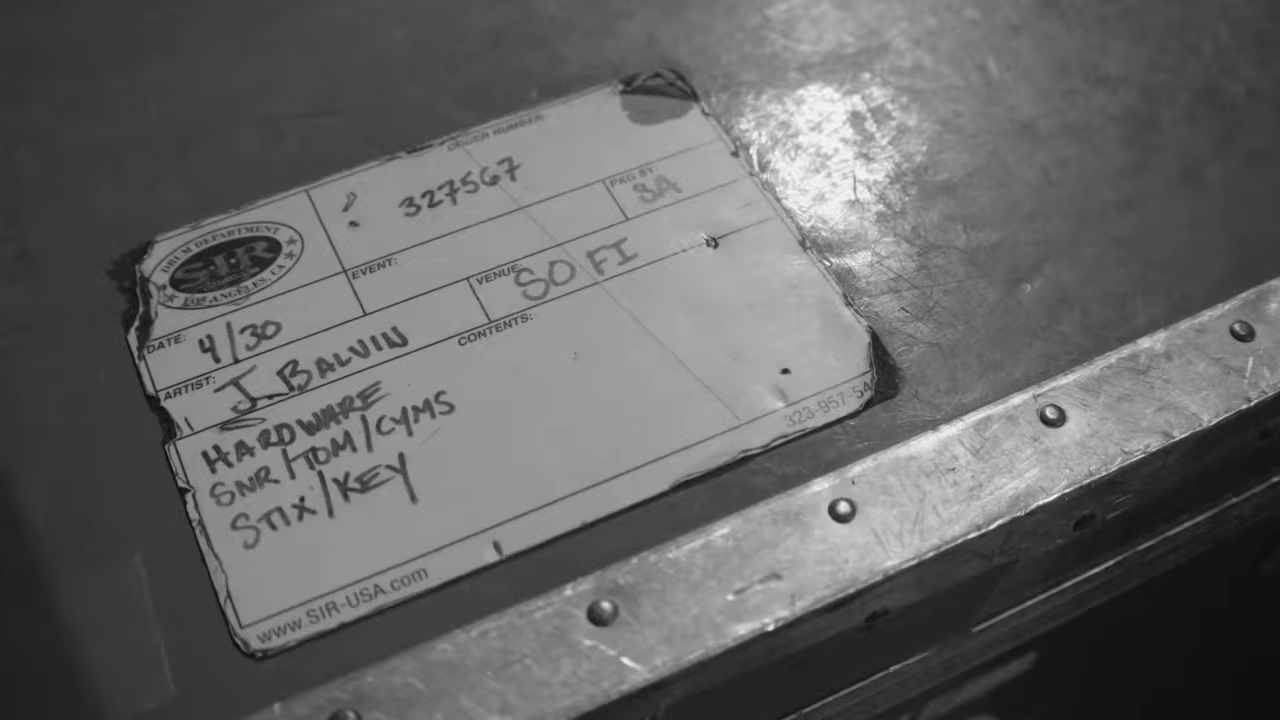 ORDER NUMBER:
327567
PKG BY
SA
DRUM DEPARTMENT
SIR
LOS ANGELES, CA
EVENT:
VENUE: SO FI
DATE: 4/30
ARTIST: J. BALVIN
CONTENTS:
HARDWARE
SNR/TOM/CYMS
STIX/KEY
www.SIR-USA.com
323-957-54